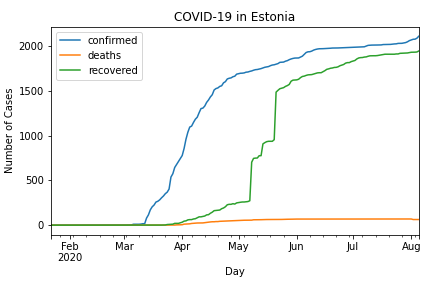 COVID-19 in Estonia
confirmed
deaths
recovered
Number of Cases
2000
1500
1000
500
0
Feb
2020
Mar
Apr
May
Jun
Jul
Aug
Day